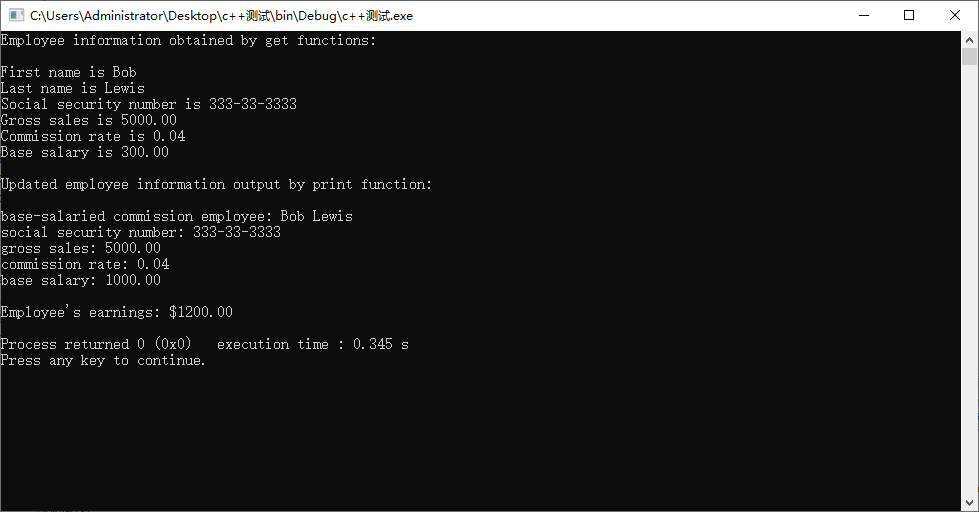 C:\Users\Administrator\Desktop\c++测试\bin\Debug\c++测试.exe
Employee information obtained by get functions:
First name is Bob
Last name is Lewis
Social security number is 333-33-3333
Gross sales is 5000.00
Commission rate is 0.04
Base salary is 300.00
Updated employee information output by print function:
base-salaried commission employee: Bob Lewis
social security number: 333-33-3333
gross sales: 5000.00
commission rate: 0.04
base salary: 1000.00
Employee's earnings: $1200.00
Process returned 0 (0x0)   execution time : 0.345 s
Press any key to continue.